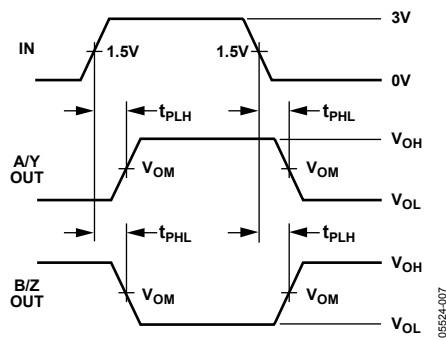 3V
IN
1.5V
1.5V
0V
tPLH
tPHL
VOH
A/Y
OUT
VOM
VOM
VOL
tPHL
tPLH
VOH
B/Z
OUT
VOM
VOM
VOL
05524-007